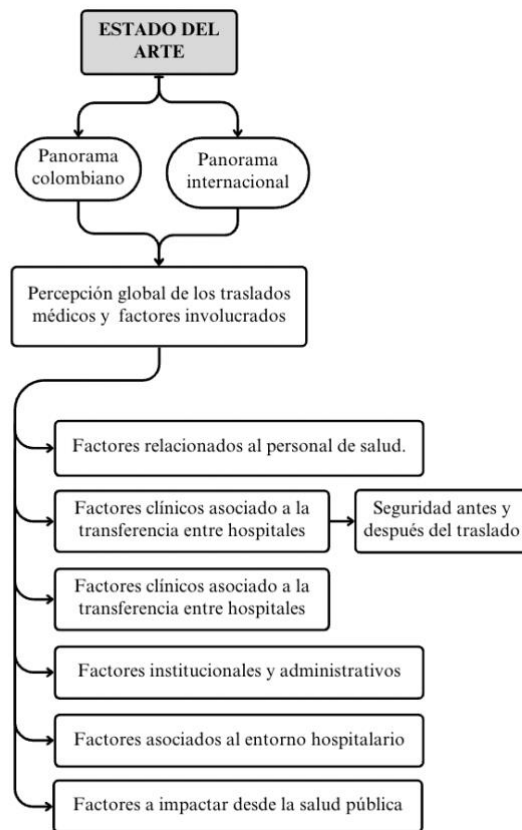 ESTADO DEL
ARTE
Panorama
colombiano
Panorama
internacional
Percepción global de los traslados
médicos y factores involucrados
Factores relacionados al personal de salud.
Factores clínicos asociado a la
transferencia entre hospitales
Seguridad antes y
después del traslado
Factores clínicos asociado a la
transferencia entre hospitales
Factores institucionales y administrativos
Factores asociados al entorno hospitalario
Factores a impactar desde la salud pública